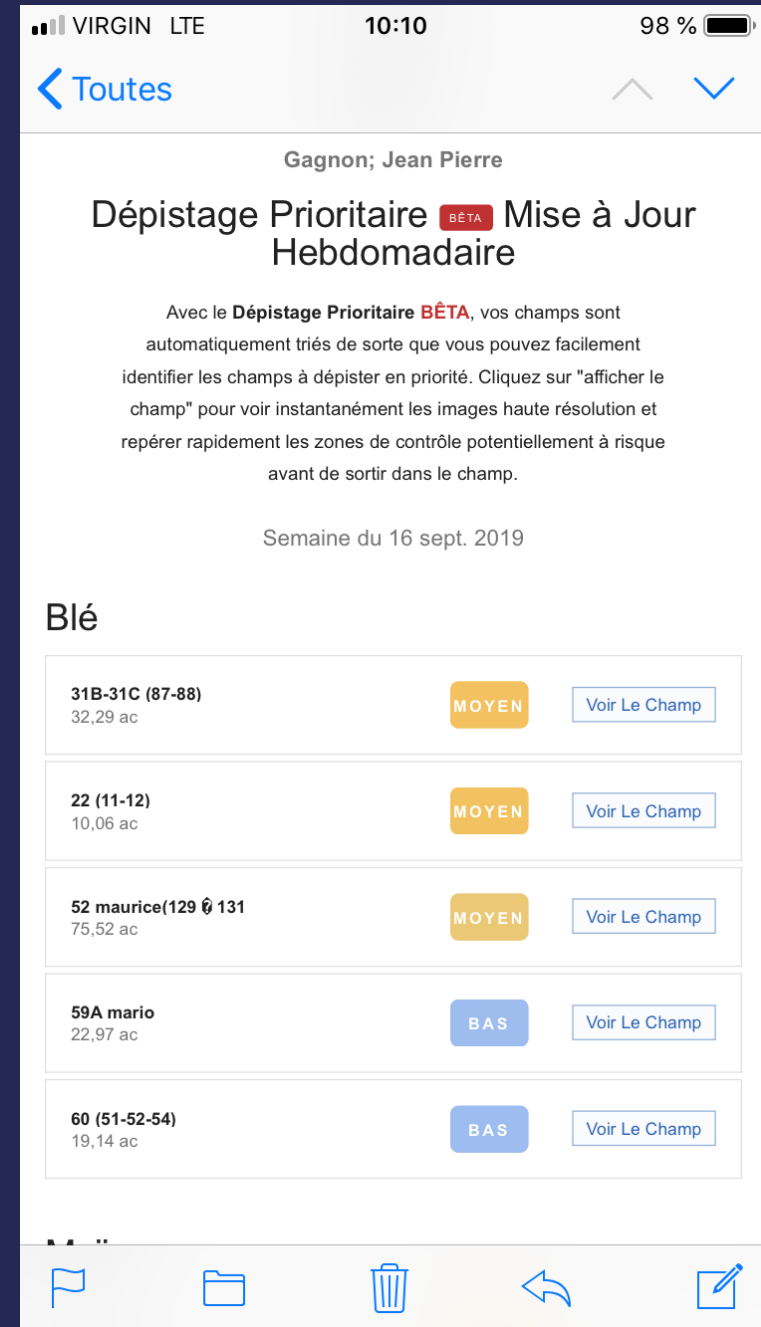 VIRGIN LTE 10:10 98 %
Toutes
Gagnon; Jean Pierre
Dépistage Prioritaire BÊTA Mise à Jour
Hebdomadaire
Avec le Dépistage Prioritaire BÊTA, vos champs sont
automatiquement triés de sorte que vous pouvez facilement
identifier les champs à dépister en priorité. Cliquez sur "afficher le
champ" pour voir instantanément les images haute résolution et
repérer rapidement les zones de contrôle potentiellement à risque
avant de sortir dans le champ.
Semaine du 16 sept. 2019
Blé
31B-31C (87-88)
32,29 ac
MOYEN
Voir Le Champ
22 (11-12)
10,06 ac
MOYEN
Voir Le Champ
52 maurice(129 � 131
75,52 ac
MOYEN
Voir Le Champ
59A mario
22,97 ac
BAS
Voir Le Champ
60 (51-52-54)
19,14 ac
BAS
Voir Le Champ